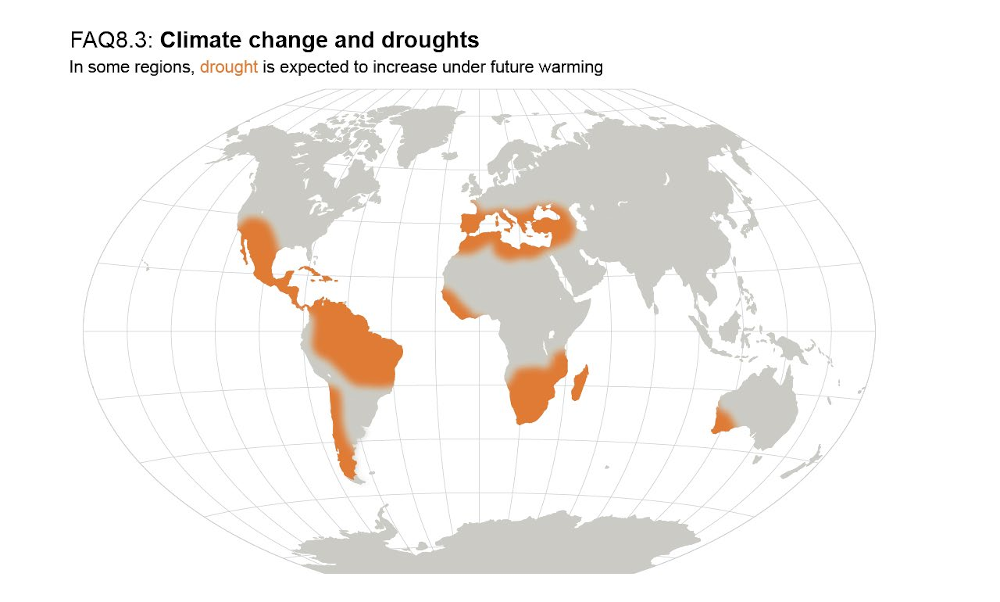 FAQ8.3: Climate change and droughts
In some regions, drought is expected to increase under future warming